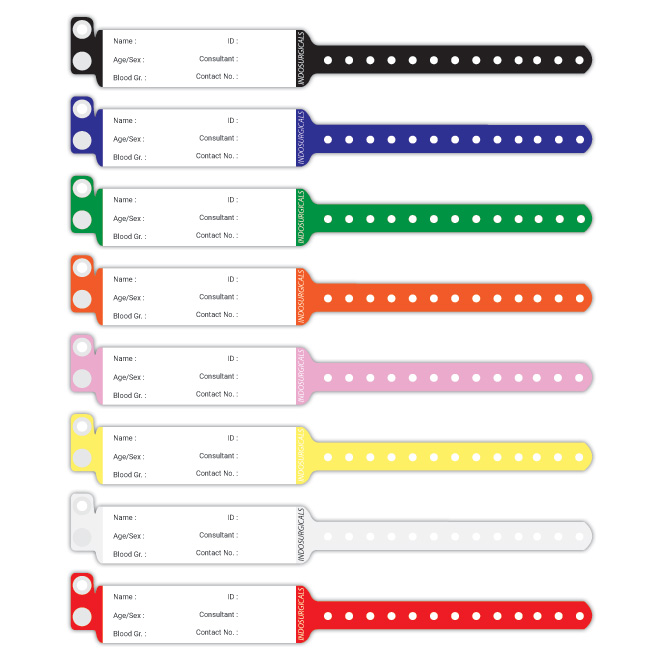 Name : ID :
Age/Sex : Consultant :
Blood Gr. : Contact No. :
INDOSURGICALS
Name : ID :
Age/Sex : Consultant :
Blood Gr. : Contact No. :
INDOSURGICALS
Name : ID :
Age/Sex : Consultant :
Blood Gr. : Contact No. :
INDOSURGICALS
Name : ID :
Age/Sex : Consultant :
Blood Gr. : Contact No. :
INDOSURGICALS
Name : ID :
Age/Sex : Consultant :
Blood Gr. : Contact No. :
INDOSURGICALS
Name : ID :
Age/Sex : Consultant :
Blood Gr. : Contact No. :
INDOSURGICALS
Name : ID :
Age/Sex : Consultant :
Blood Gr. : Contact No. :
INDOSURGICALS
Name : ID :
Age/Sex : Consultant :
Blood Gr. : Contact No. :
INDOSURGICALS